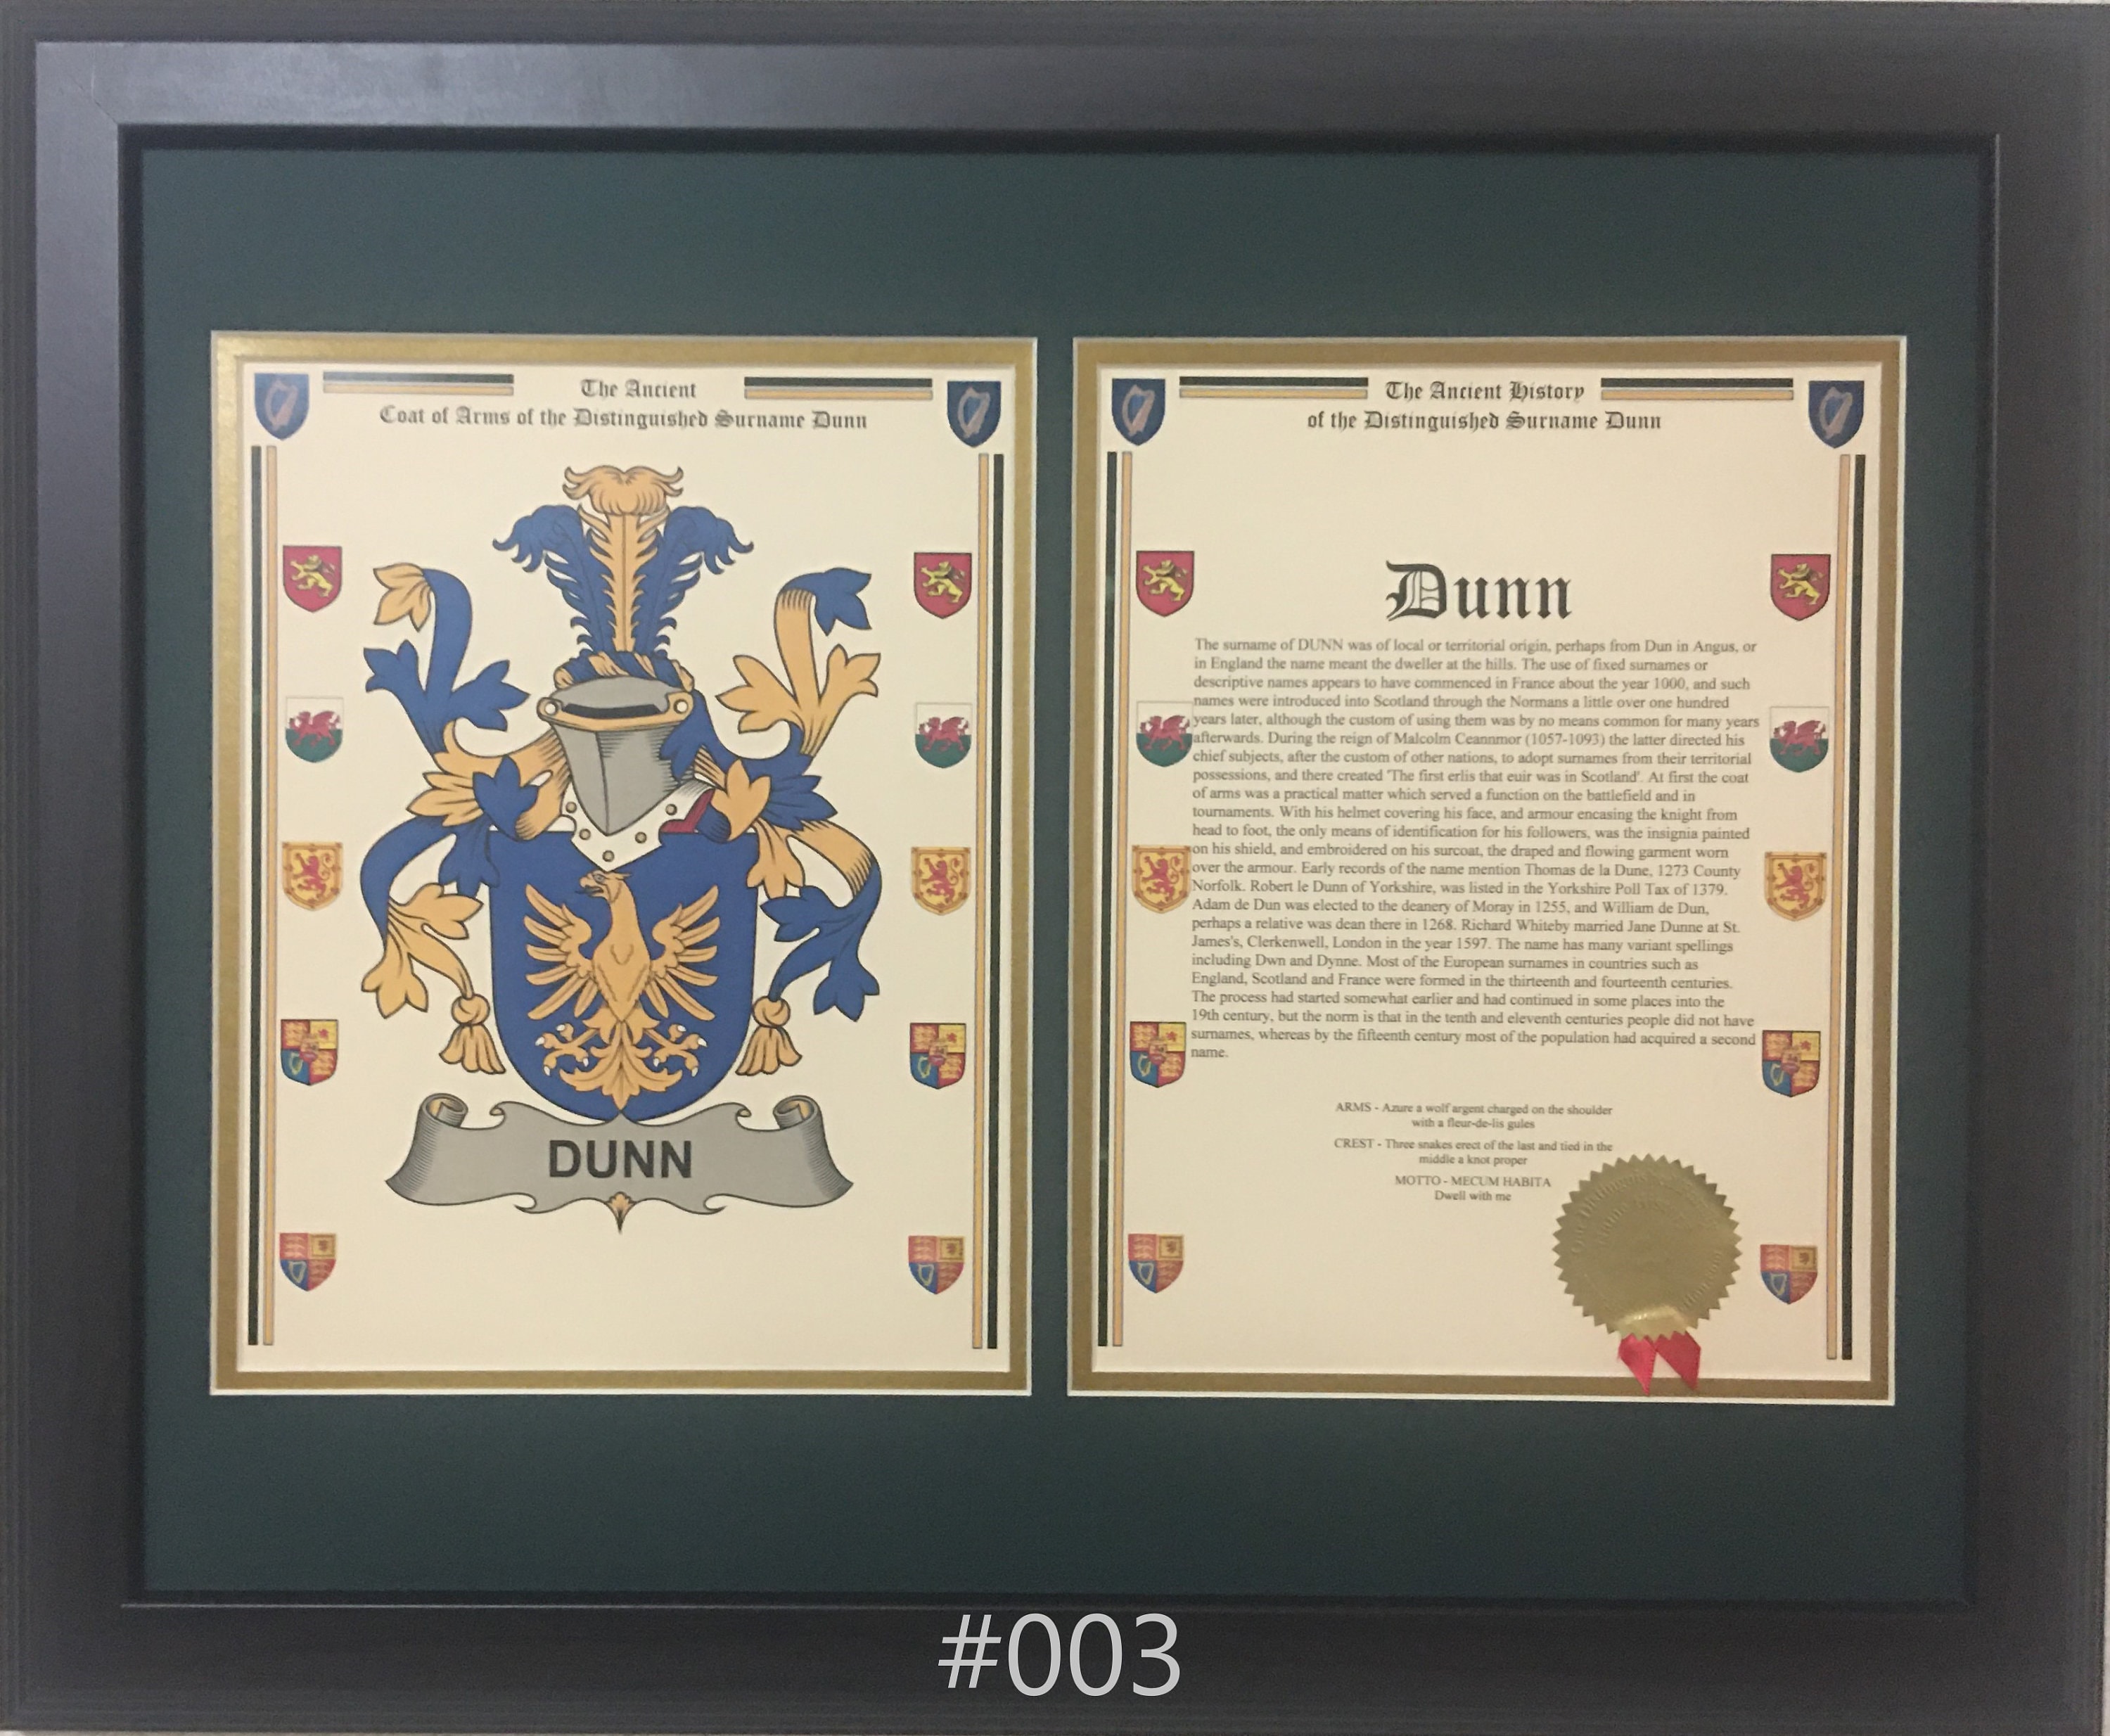 The Ancient
Coat of Arms of the Distinguished Surname Dunn
DUNN
The Ancient History
of the Distinguished Surname Dunn
Dunn
The surname of DUNN was of local or territorial origin, perhaps from Dun in Angus, or
in England the name meant the dweller at the hills. The use of fixed surnames or
descriptive names appears to have commenced in France about the year 1000, and such
names were introduced into Scotland through the Normans a little over one hundred
years later, although the custom of using them was by no means common for many years
afterwards. During the reign of Malcolm Ceannmor (1057-1093) the latter directed his
chief subjects, after the custom of other nations, to adopt surnames from their territorial
possessions, and there created 'The first erlis that euir was in Scotland'. At first the coat
of arms was a practical matter which served a function on the battlefield and in
tournaments. With his helmet covering his face, and armour encasing the knight from
head to foot, the only means of identification for his followers, was the insignia painted
on his shield, and embroidered on his surcoat, the draped and flowing garment worn
over the armour. Early records of the name mention Thomas de la Dune, 1273 County
Norfolk. Robert le Dunn of Yorkshire, was listed in the Yorkshire Poll Tax of 1379.
Adam de Dun was elected to the deanery of Moray in 1255, and William de Dun,
perhaps a relative was dean there in 1268. Richard Whiteby married Jane Dunne at St.
James's, Clerkenwell, London in the year 1597. The name has many variant spellings
including Dwn and Dynne. Most of the European surnames in countries such as
England, Scotland and France were formed in the thirteenth and fourteenth centuries.
The process had started somewhat earlier and had continued in some places into the
19th century, but the norm is that in the tenth and eleventh centuries people did not have
surnames, whereas by the fifteenth century most of the population had acquired a second
name.
ARMS - Azure a wolf argent charged on the shoulder
with a fleur-de-lis gules
CREST - Three snakes erect of the last and tied in the
middle a knot proper
MOTTO - MECUM HABITA
Dwell with me
#003